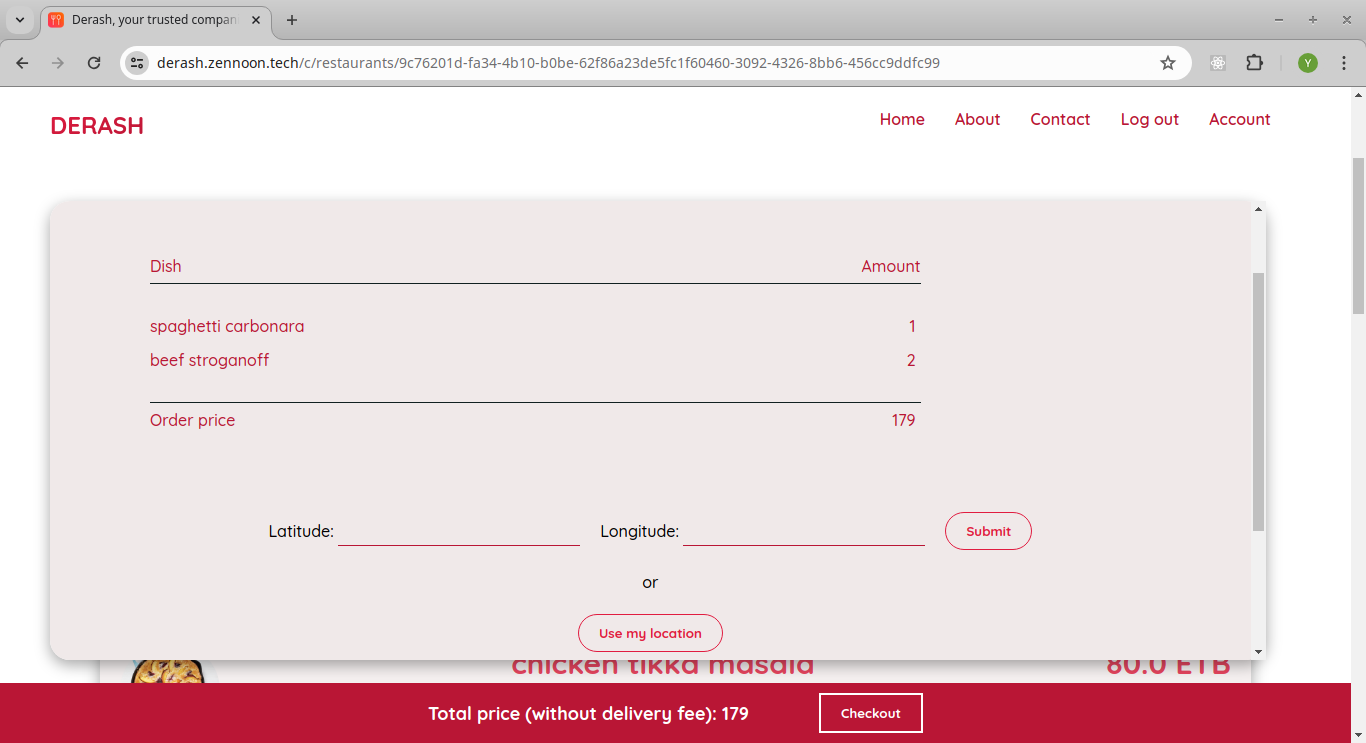 Derash, your trusted compan
derash.zennoon.tech/c/restaurants/9c76201d-fa34-4b10-b0be-62f86a23de5fc1f60460-3092-4326-8bb6-456cc9ddfc99
Y
DERASH
Home About Contact Log out Account
Dish Amount
spaghetti carbonara 1
beef stroganoff 2
Order price 179
Latitude: Longitude: Submit
or
Use my location
chicken tikka masala 80.0 ETB
Total price (without delivery fee): 179 Checkout